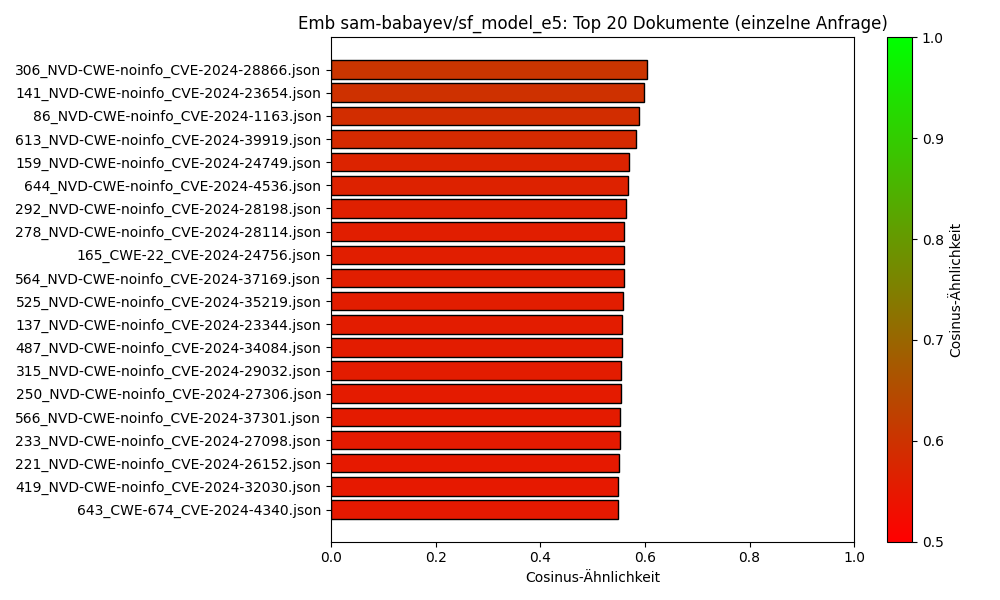 Emb sam-babayev/sf_model_e5: Top 20 Dokumente (einzelne Anfrage)
306_NVD-CWE-noinfo_CVE-2024-28866.json
141_NVD-CWE-noinfo_CVE-2024-23654.json
86_NVD-CWE-noinfo_CVE-2024-1163.json
613_NVD-CWE-noinfo_CVE-2024-39919.json
159_NVD-CWE-noinfo_CVE-2024-24749.json
644_NVD-CWE-noinfo_CVE-2024-4536.json
292_NVD-CWE-noinfo_CVE-2024-28198.json
278_NVD-CWE-noinfo_CVE-2024-28114.json
165_CWE-22_CVE-2024-24756.json
564_NVD-CWE-noinfo_CVE-2024-37169.json
525_NVD-CWE-noinfo_CVE-2024-35219.json
137_NVD-CWE-noinfo_CVE-2024-23344.json
487_NVD-CWE-noinfo_CVE-2024-34084.json
315_NVD-CWE-noinfo_CVE-2024-29032.json
250_NVD-CWE-noinfo_CVE-2024-27306.json
566_NVD-CWE-noinfo_CVE-2024-37301.json
233_NVD-CWE-noinfo_CVE-2024-27098.json
221_NVD-CWE-noinfo_CVE-2024-26152.json
419_NVD-CWE-noinfo_CVE-2024-32030.json
643_CWE-674_CVE-2024-4340.json
0.0 0.2 0.4 0.6 0.8 1.0
Cosinus-Ähnlichkeit
1.0
0.9
0.8
0.7
0.6
0.5
Cosinus-Ähnlichkeit